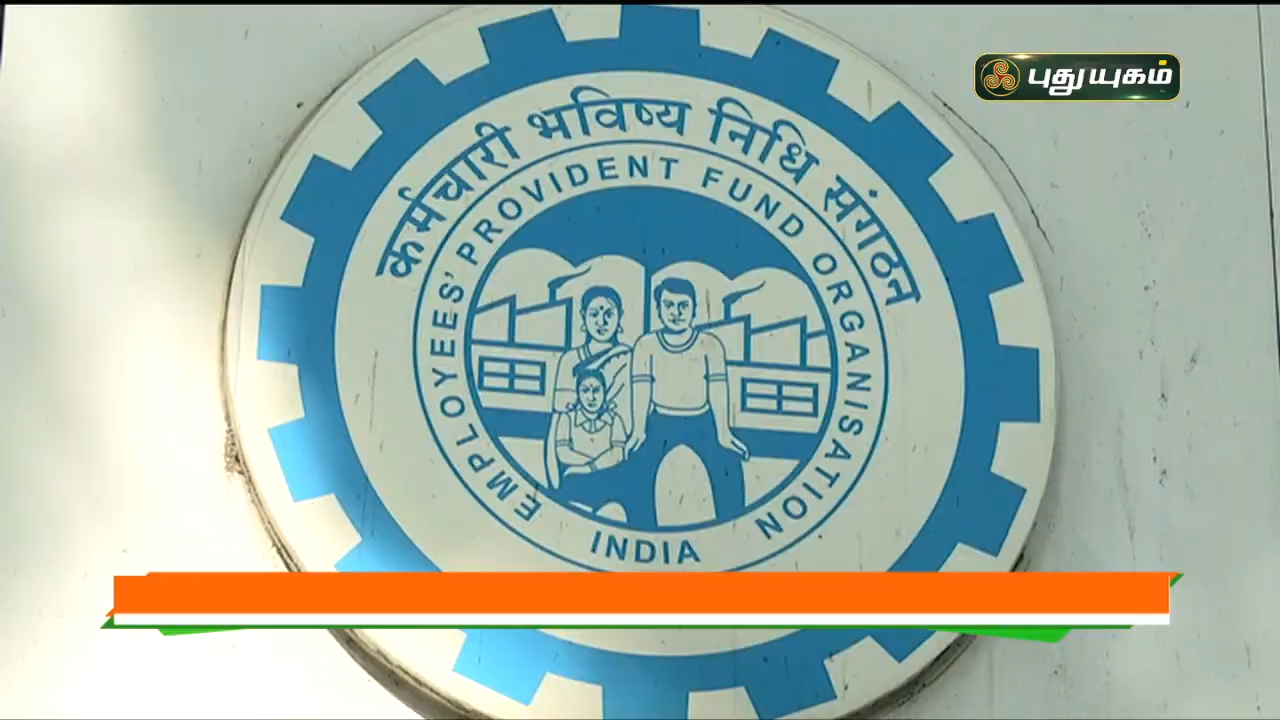 புதுயுகம்
कर्मचारी भविष्य निधि संगठन
EMPLOYEES' PROVIDENT FUND ORGANISATION
INDIA